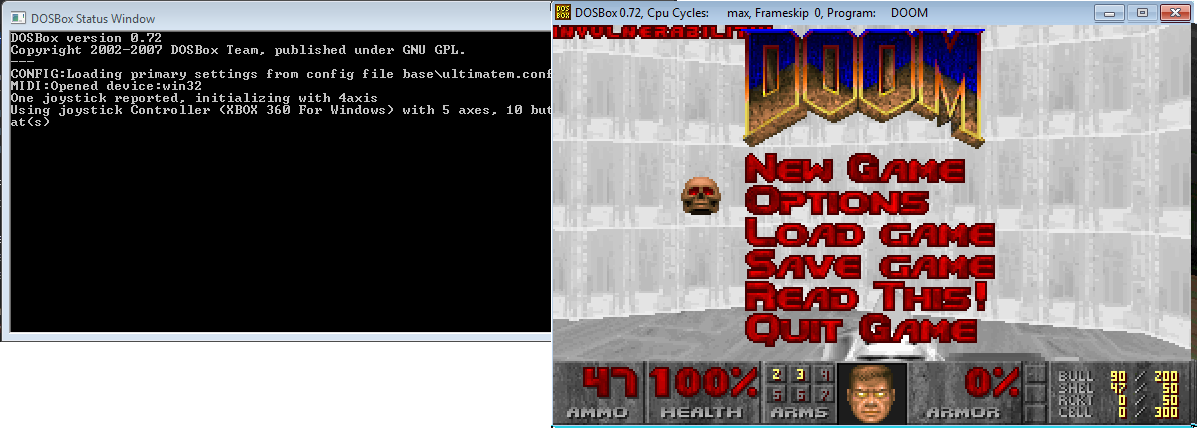 DOSBox Status Window
DOSBox version 0.72
Copyright 2002-2007 DOSBox Team, published under GNU GPL.
---
CONFIG:Loading primary settings from config file base\ultimatem.conf
MIDI:Opened device:win32
One joystick reported, initializing with 4axis
Using joystick Controller (XBOX 360 For Windows) with 5 axes, 10 but
at(s)
DOS BOX
DOSBox 0.72, Cpu Cycles: max, Frameskip 0, Program: DOOM
INVULNERABILITY
DOOM
New Game
Options
Load game
Save game
Read This!
Quit Game
47 100% 2 3 4 0%
5 6 7
AMMO HEALTH ARMS ARMOR
BULL 90 / 200
SHEL 47 / 50
RCKT 0 / 50
CELL 0 / 300